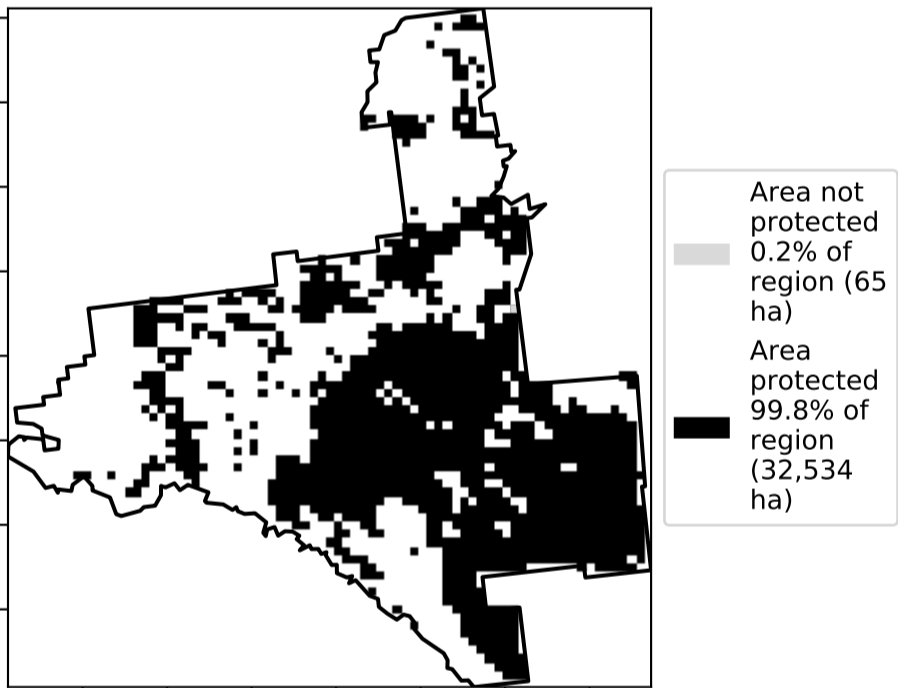 Area not
protected
0.2% of
region (65
ha)
Area
protected
99.8% of
region
(32,534
ha)